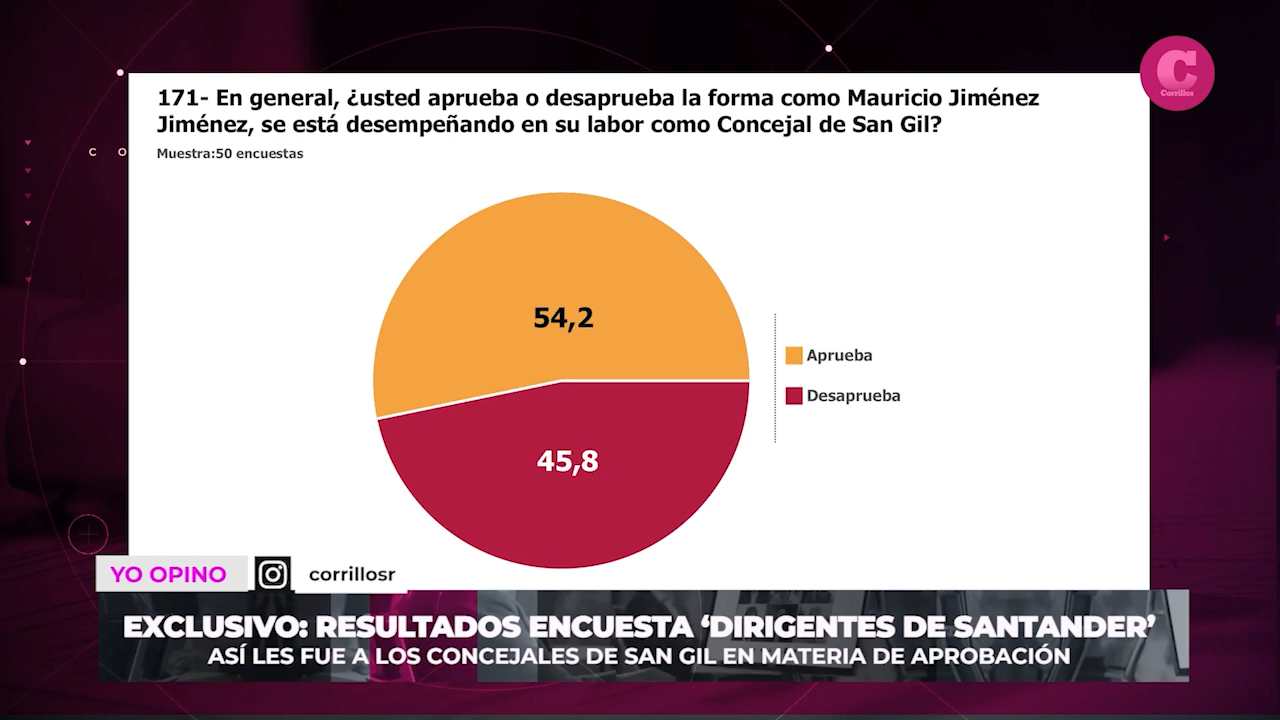 C
Corrillos
171- En general, ¿usted aprueba o desaprueba la forma como Mauricio Jiménez
Jiménez, se está desempeñando en su labor como Concejal de San Gil?
Muestra:50 encuestas
C O
54,2
45,8
Aprueba
Desaprueba
YO OPINO
corrillosr
EXCLUSIVO: RESULTADOS ENCUESTA ‘DIRIGENTES DE SANTANDER’
ASÍ LES FUE A LOS CONCEJALES DE SAN GIL EN MATERIA DE APROBACIÓN